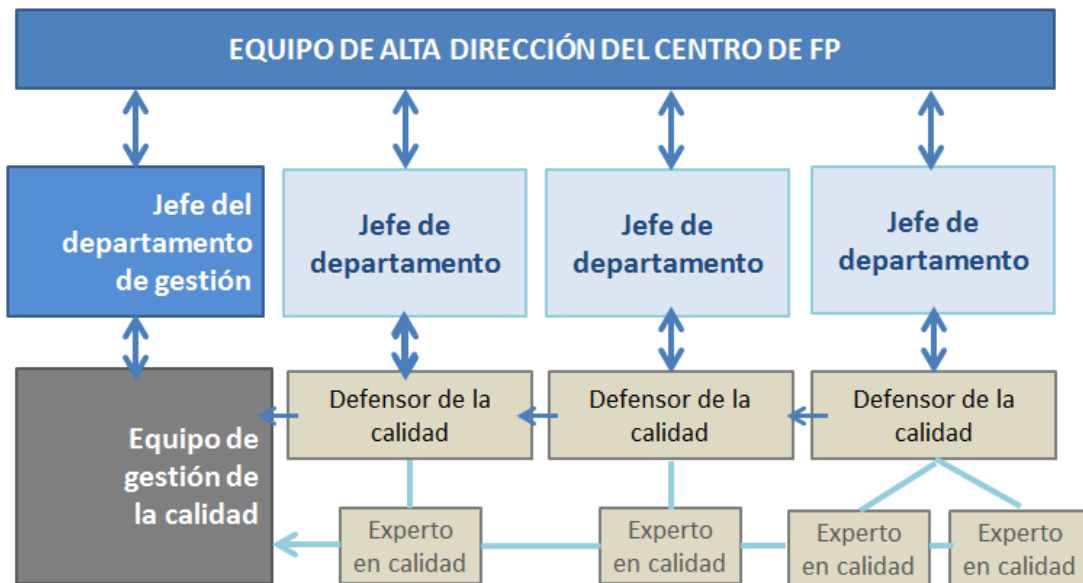 EQUIPO DE ALTA DIRECCIÓN DEL CENTRO DE FP
Jefe del
departamento
de gestión
Jefe de
departamento
Jefe de
departamento
Jefe de
departamento
Equipo de
gestión de
la calidad
Defensor de la
calidad
Defensor de la
calidad
Defensor de la
calidad
Experto
en calidad
Experto
en calidad
Experto
en calidad
Experto
en calidad